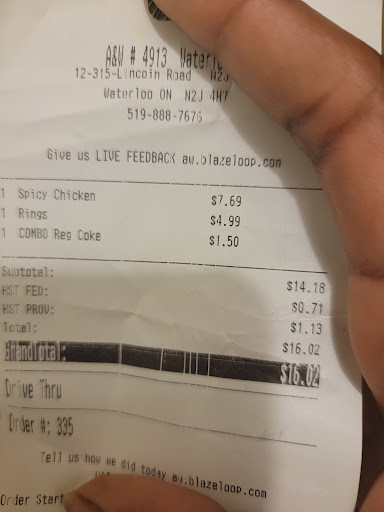 A&W # 4913 Waterl
12-315-Lincoln Road N2J
Waterloo ON N2J 4H7
519-888-7676
Give us LIVE FEEDBACK aw.blazeloop.com
1 Spicy Chicken $7.69
1 Rings $4.99
1 COMBO Reg Coke $1.50
Subtotal: $14.18
HST FED: $0.71
HST PROV: $1.13
Total: $16.02
GrandTotal: $16.02
Drive Thru
Order #: 335
Tell us how we did today aw.blazeloop.com
Order Start